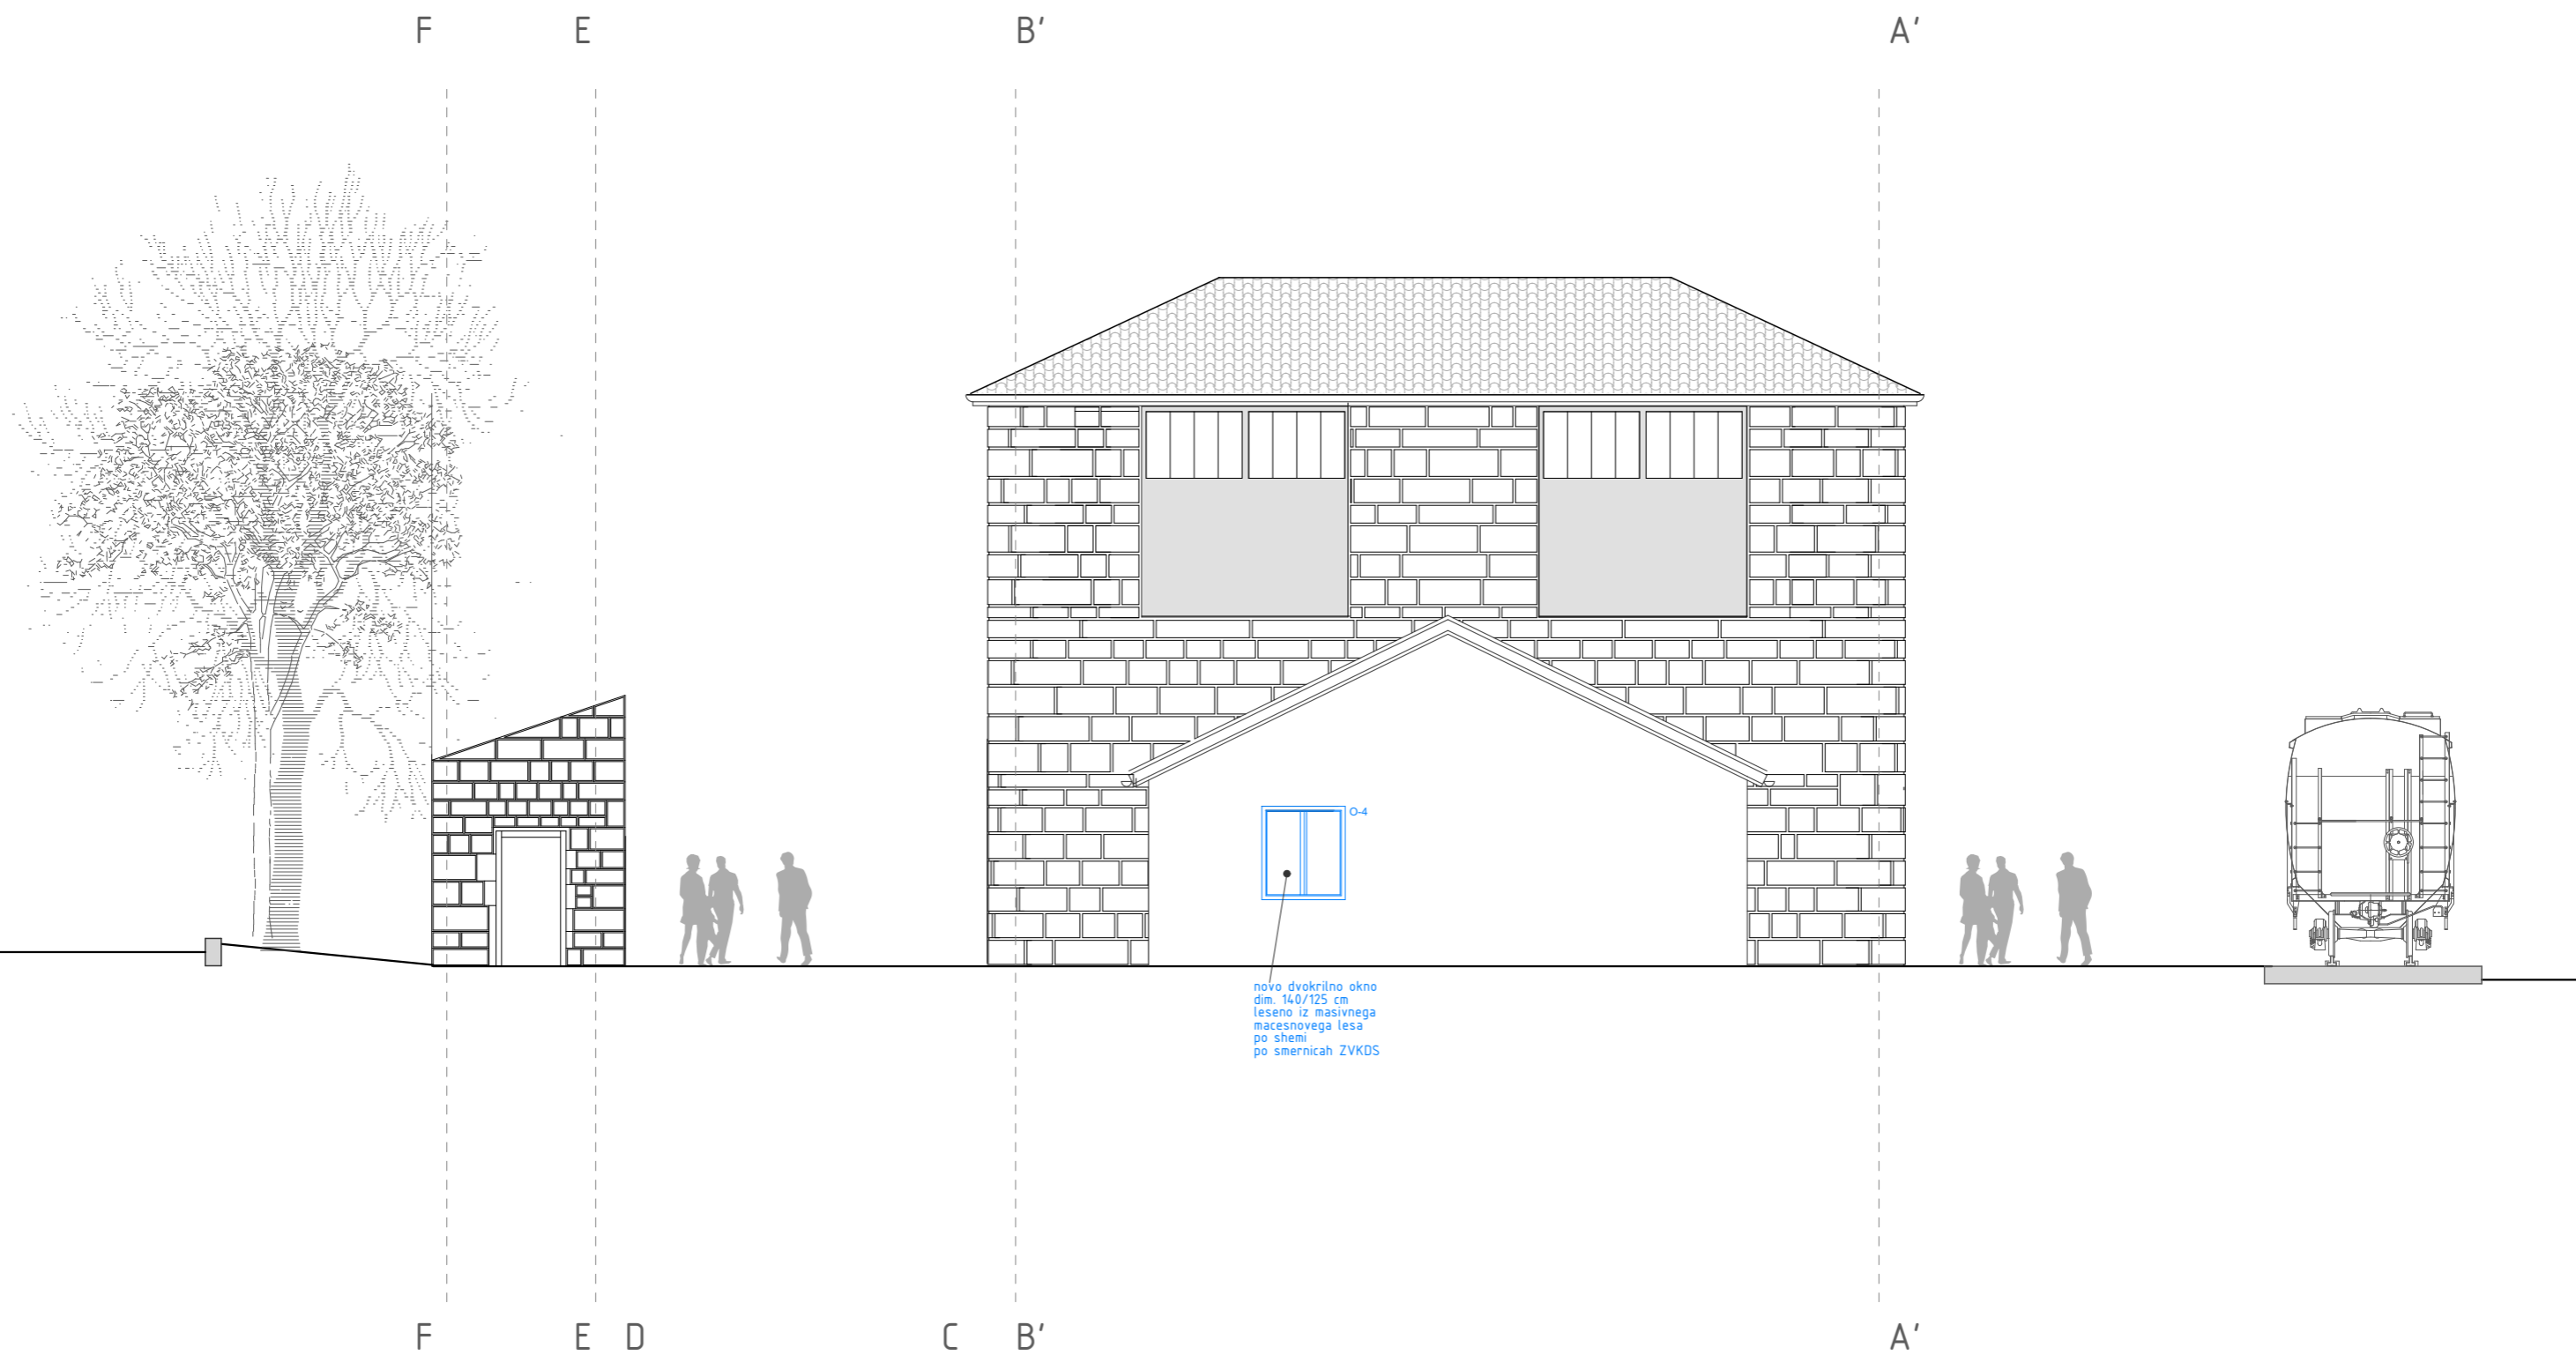 F E B' A'
O-4
novo dvokrilno okno
dim. 140/125 cm
leseno iz masivnega
macesnovega lesa
po shemi
po smernicah ZVKDS
F E D C B' A'